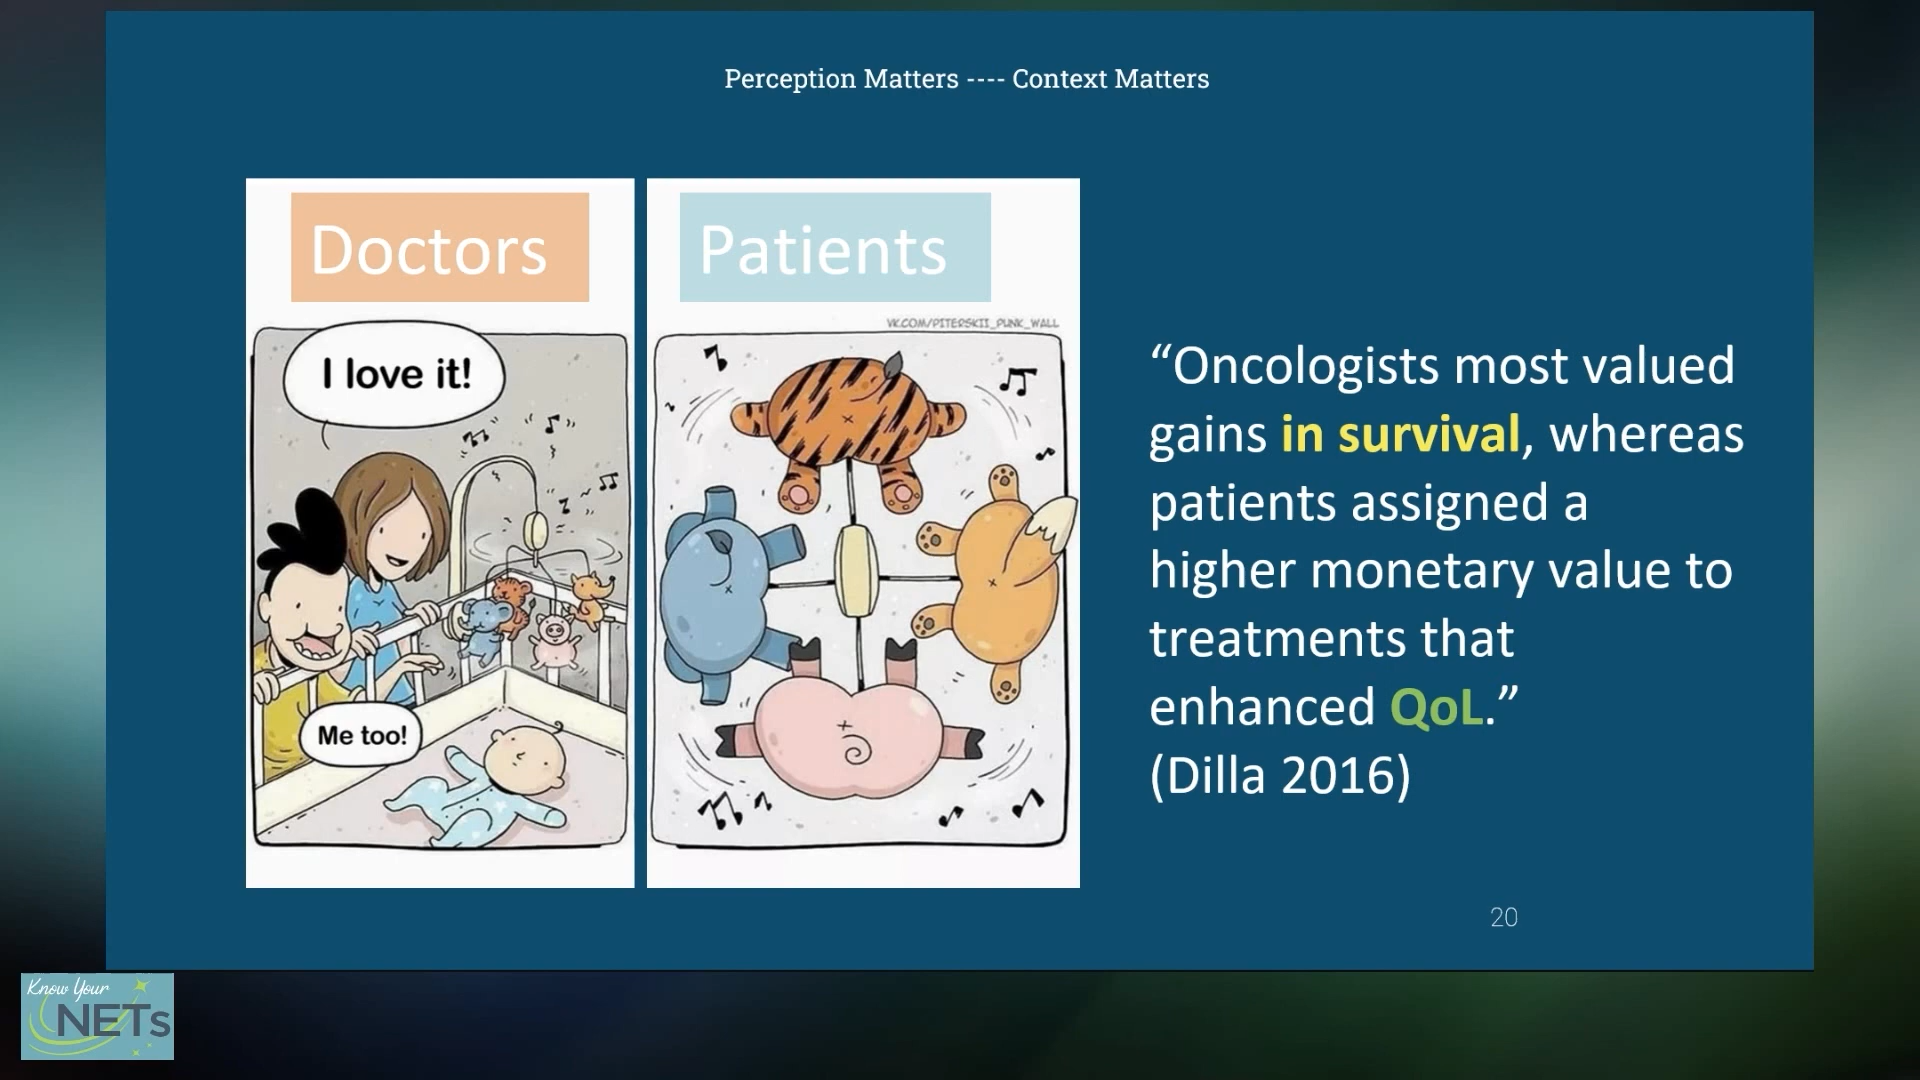 Perception Matters ---- Context Matters
Doctors
Patients
VK.COM/PITERSKII_PUNK_WALL
I love it!
Me too!
“Oncologists most valued
gains in survival, whereas
patients assigned a
higher monetary value to
treatments that
enhanced QoL.”
(Dilla 2016)
20
Know Your
NETs